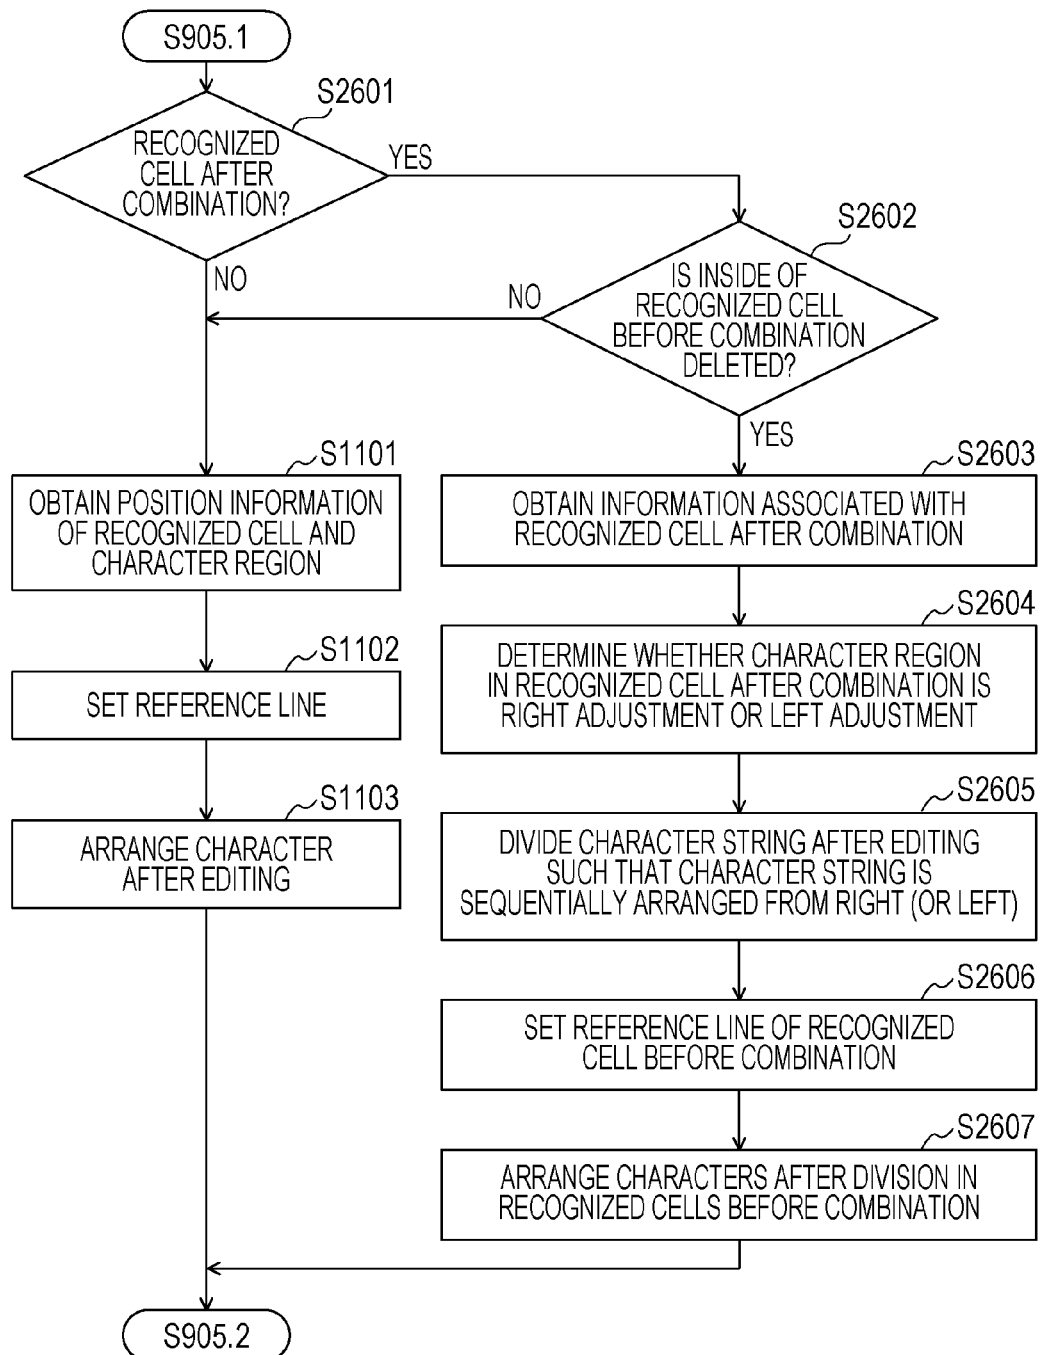 S905.1
S2601
RECOGNIZED
CELL AFTER
COMBINATION?
YES
NO
S2602
IS INSIDE OF
RECOGNIZED CELL
BEFORE COMBINATION
DELETED?
NO
YES
S1101
OBTAIN POSITION INFORMATION
OF RECOGNIZED CELL AND
CHARACTER REGION
S1102
SET REFERENCE LINE
S1103
ARRANGE CHARACTER
AFTER EDITING
S2603
OBTAIN INFORMATION ASSOCIATED WITH
RECOGNIZED CELL AFTER COMBINATION
S2604
DETERMINE WHETHER CHARACTER REGION
IN RECOGNIZED CELL AFTER COMBINATION IS
RIGHT ADJUSTMENT OR LEFT ADJUSTMENT
S2605
DIVIDE CHARACTER STRING AFTER EDITING
SUCH THAT CHARACTER STRING IS
SEQUENTIALLY ARRANGED FROM RIGHT (OR LEFT)
S2606
SET REFERENCE LINE OF RECOGNIZED
CELL BEFORE COMBINATION
S2607
ARRANGE CHARACTERS AFTER DIVISION IN
RECOGNIZED CELLS BEFORE COMBINATION
S905.2